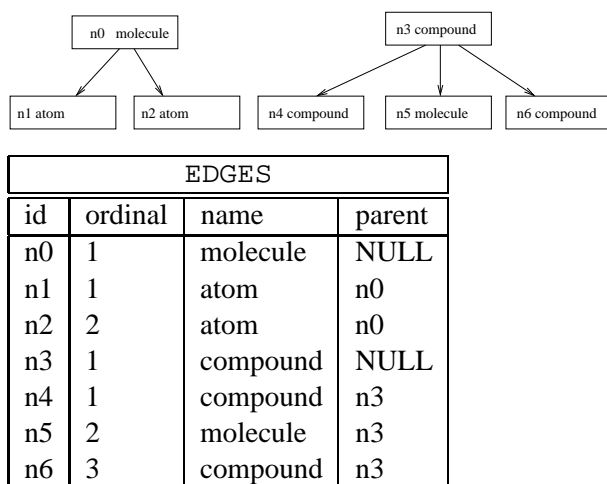 n0 molecule
n3 compound
n1 atom
n2 atom
n4 compound
n5 molecule
n6 compound
EDGES
id ordinal name parent
n0 1 molecule NULL
n1 1 atom n0
n2 2 atom n0
n3 1 compound NULL
n4 1 compound n3
n5 2 molecule n3
n6 3 compound n3